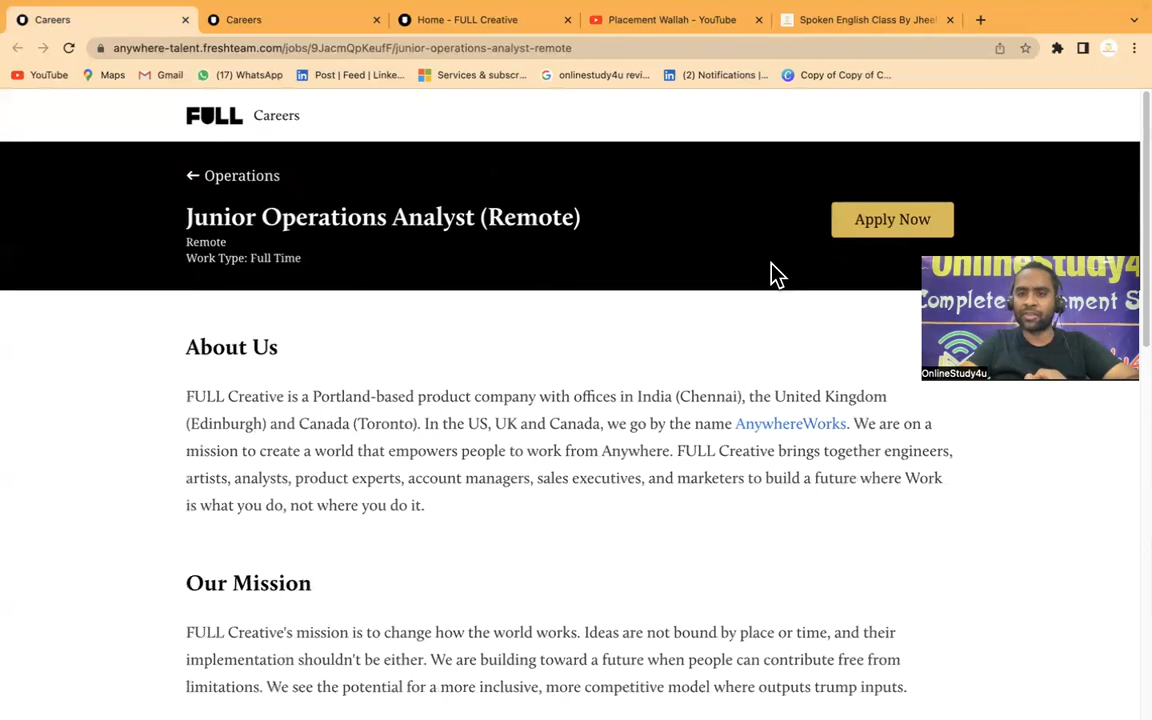 Careers
Careers
Home - FULL Creative
Placement Wallah - YouTube
Spoken English Class By Jheel
anywhere-talent.freshteam.com/jobs/9JacmQpKeufF/junior-operations-analyst-remote
YouTube
Maps
Gmail
(17) WhatsApp
Post | Feed | Linke...
Services & subscr...
onlinestudy4u revi...
(2) Notifications |...
Copy of Copy of C...
FULL Careers
← Operations
Junior Operations Analyst (Remote)
Apply Now
Remote
Work Type: Full Time
OnlineStudy4
Complete
OnlineStudy4u
About Us
FULL Creative is a Portland-based product company with offices in India (Chennai), the United Kingdom
(Edinburgh) and Canada (Toronto). In the US, UK and Canada, we go by the name AnywhereWorks. We are on a
mission to create a world that empowers people to work from Anywhere. FULL Creative brings together engineers,
artists, analysts, product experts, account managers, sales executives, and marketers to build a future where Work
is what you do, not where you do it.
Our Mission
FULL Creative's mission is to change how the world works. Ideas are not bound by place or time, and their
implementation shouldn't be either. We are building toward a future when people can contribute free from
limitations. We see the potential for a more inclusive, more competitive model where outputs trump inputs.